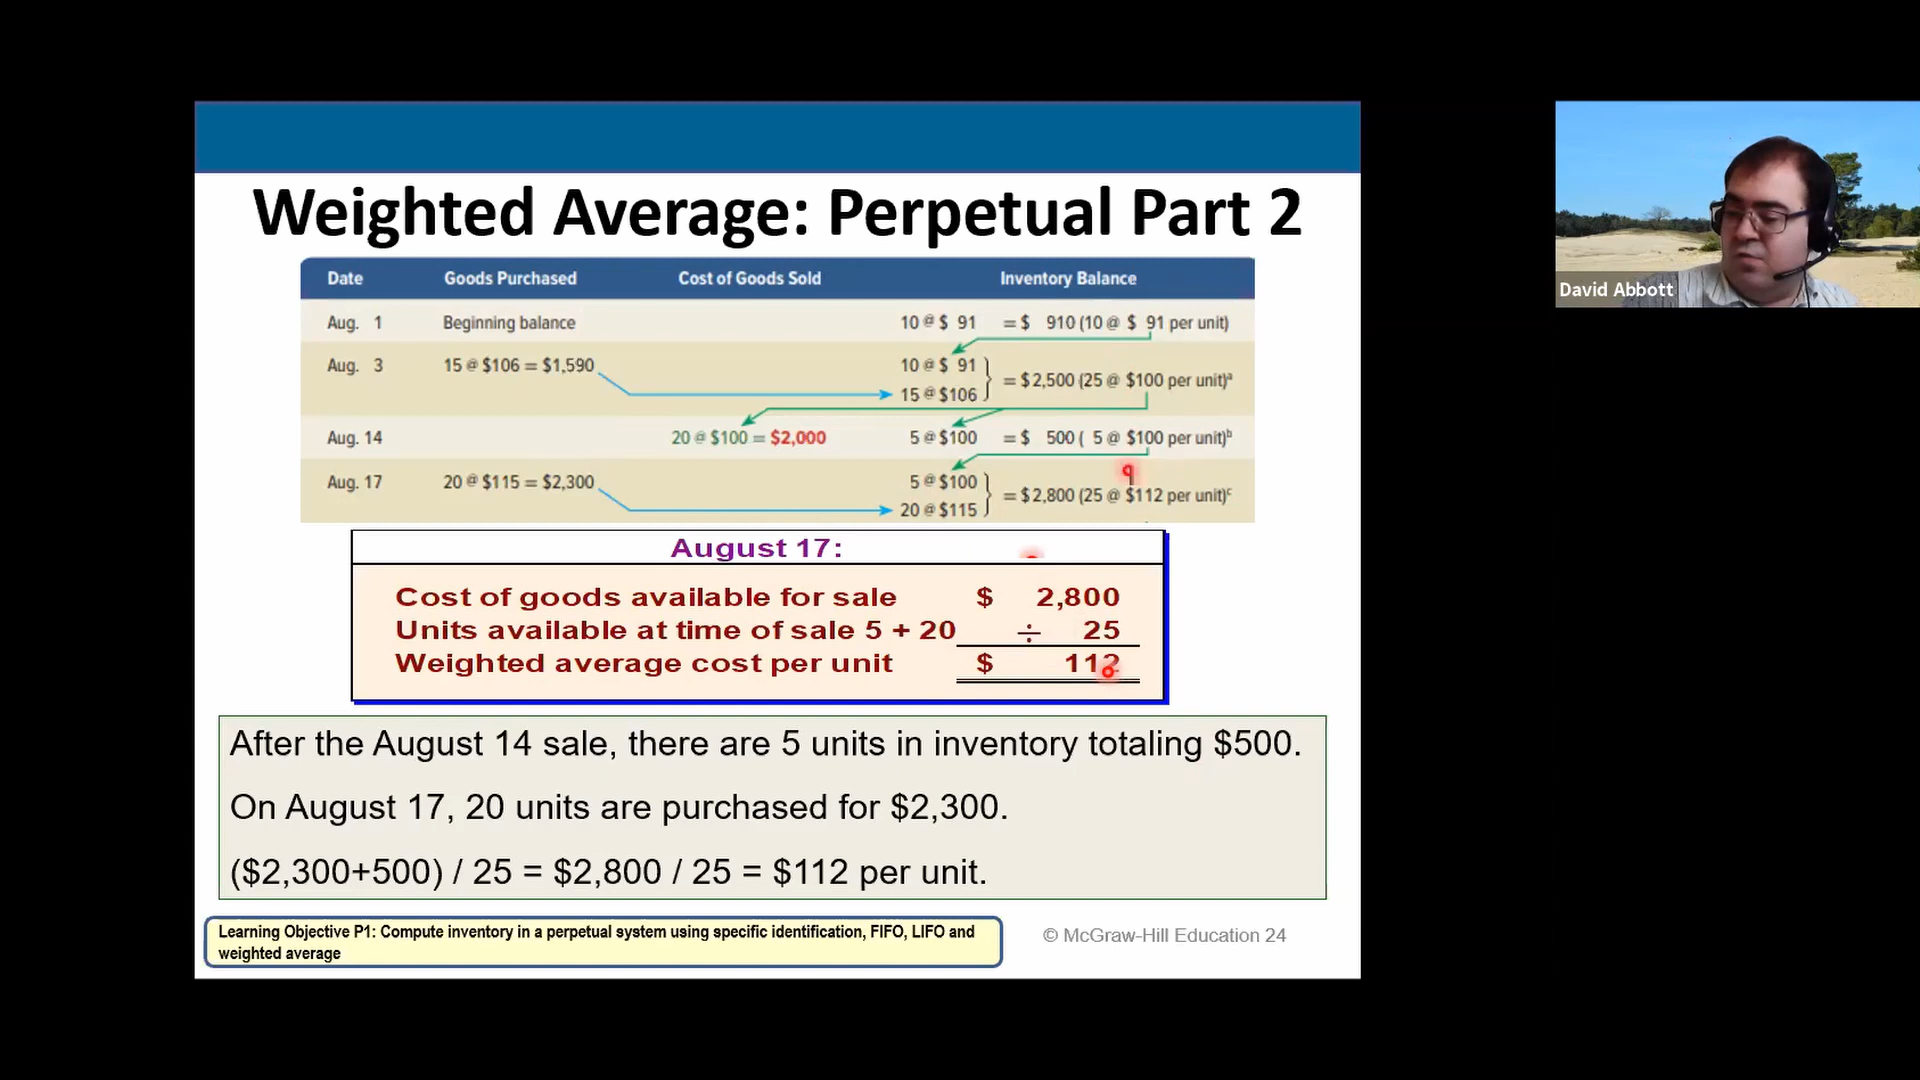 Weighted Average: Perpetual Part 2
Date Goods Purchased Cost of Goods Sold Inventory Balance
Aug. 1 Beginning balance 10 @ $ 91 = $ 910 (10 @ $ 91 per unit)
Aug. 3 15 @ $106 = $1,590 10 @ $ 91
15 @ $106 = $2,500 (25 @ $100 per unit)ª
Aug. 14 20 @ $100 = $2,000 5 @ $100 = $ 500 ( 5 @ $100 per unit)ᵇ
Aug. 17 20 @ $115 = $2,300 5 @ $100
20 @ $115 = $2,800 (25 @ $112 per unit)ᶜ
August 17:
Cost of goods available for sale $ 2,800
Units available at time of sale 5 + 20 ÷ 25
Weighted average cost per unit $ 112
After the August 14 sale, there are 5 units in inventory totaling $500.
On August 17, 20 units are purchased for $2,300.
($2,300+500) / 25 = $2,800 / 25 = $112 per unit.
Learning Objective P1: Compute inventory in a perpetual system using specific identification, FIFO, LIFO and
weighted average
© McGraw-Hill Education 24
David Abbott